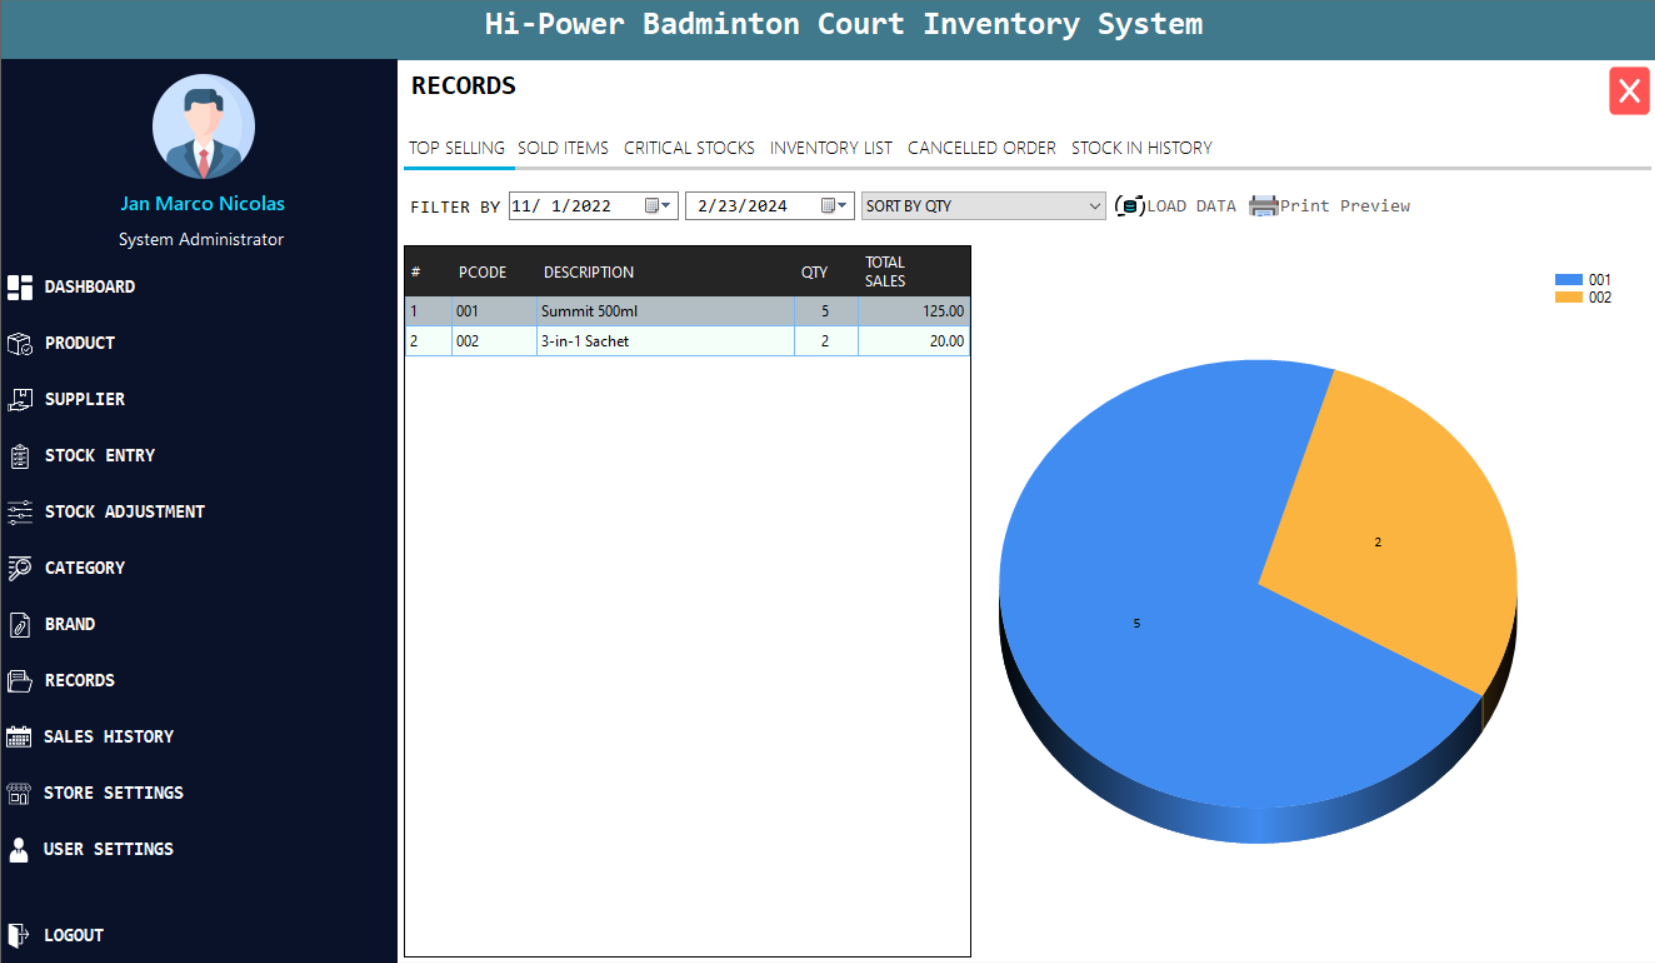 Hi-Power Badminton Court Inventory System
Jan Marco Nicolas
System Administrator
DASHBOARD
PRODUCT
SUPPLIER
STOCK ENTRY
STOCK ADJUSTMENT
CATEGORY
BRAND
RECORDS
SALES HISTORY
STORE SETTINGS
USER SETTINGS
LOGOUT
RECORDS
TOP SELLING SOLD ITEMS CRITICAL STOCKS INVENTORY LIST CANCELLED ORDER STOCK IN HISTORY
FILTER BY 11/ 1/2022 2/23/2024 SORT BY QTY LOAD DATA Print Preview
# PCODE DESCRIPTION QTY TOTAL SALES
1 001 Summit 500ml 5 125.00
2 002 3-in-1 Sachet 2 20.00
001
002
2
5